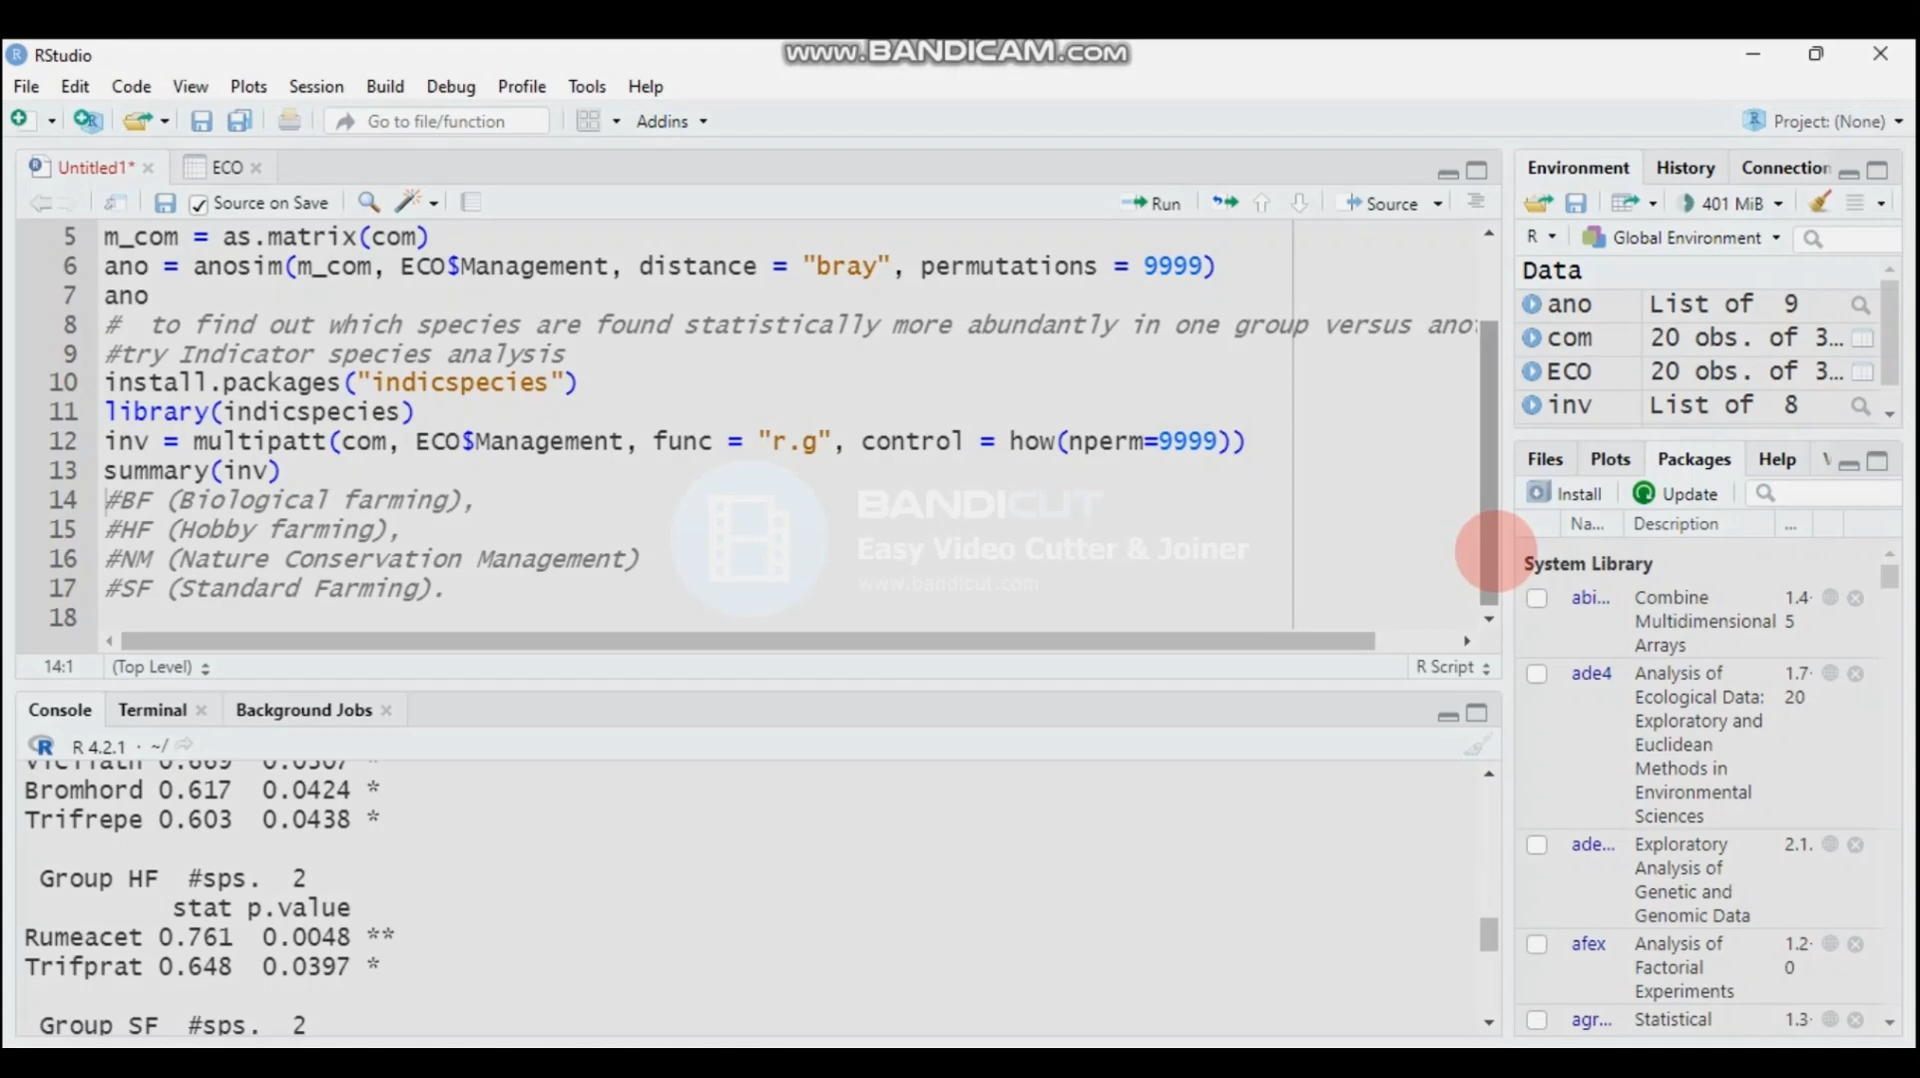 www.BANDICAM.com
RStudio
File Edit Code View Plots Session Build Debug Profile Tools Help
Go to file/function Addins Project: (None)
Untitled1* ECO
Source on Save Run Source
5 m_com = as.matrix(com)
6 ano = anosim(m_com, ECO$Management, distance = "bray", permutations = 9999)
7 ano
8 # to find out which species are found statistically more abundantly in one group versus
9 #try Indicator species analysis
10 install.packages("indicspecies")
11 library(indicspecies)
12 inv = multipatt(com, ECO$Management, func = "r.g", control = how(nperm=9999))
13 summary(inv)
14 #BF (Biological farming),
15 #HF (Hobby farming),
16 #NM (Nature Conservation Management)
17 #SF (Standard Farming).
18
BANDICUT
Easy Video Cutter & Joiner
www.bandicut.com
14:1 (Top Level) R Script
Console Terminal Background Jobs
R 4.2.1 · ~/
Bromhord 0.617 0.0424 *
Trifrepe 0.603 0.0438 *
Group HF #sps. 2
stat p.value
Rumeacet 0.761 0.0048 **
Trifprat 0.648 0.0397 *
Group SF #sps. 2
Environment History Connection
401 MiB
R Global Environment
Data
ano List of 9
com 20 obs. of 3...
ECO 20 obs. of 3...
inv List of 8
Files Plots Packages Help
Install Update
Na... Description ...
System Library
abi... Combine 1.4-
Multidimensional 5
Arrays
ade4 Analysis of 1.7-
Ecological Data: 20
Exploratory and
Euclidean
Methods in
Environmental
Sciences
ade... Exploratory 2.1.
Analysis of
Genetic and
Genomic Data
afex Analysis of 1.2-
Factorial 0
Experiments
agr... Statistical 1.3-